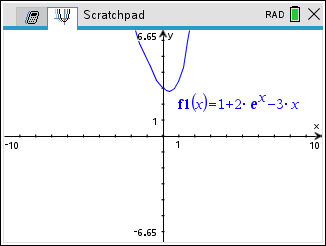 Scratchpad RAD
6.65 y
f1(x)=1+2·e^x−3·x
1
x
-10 1 10
-6.65